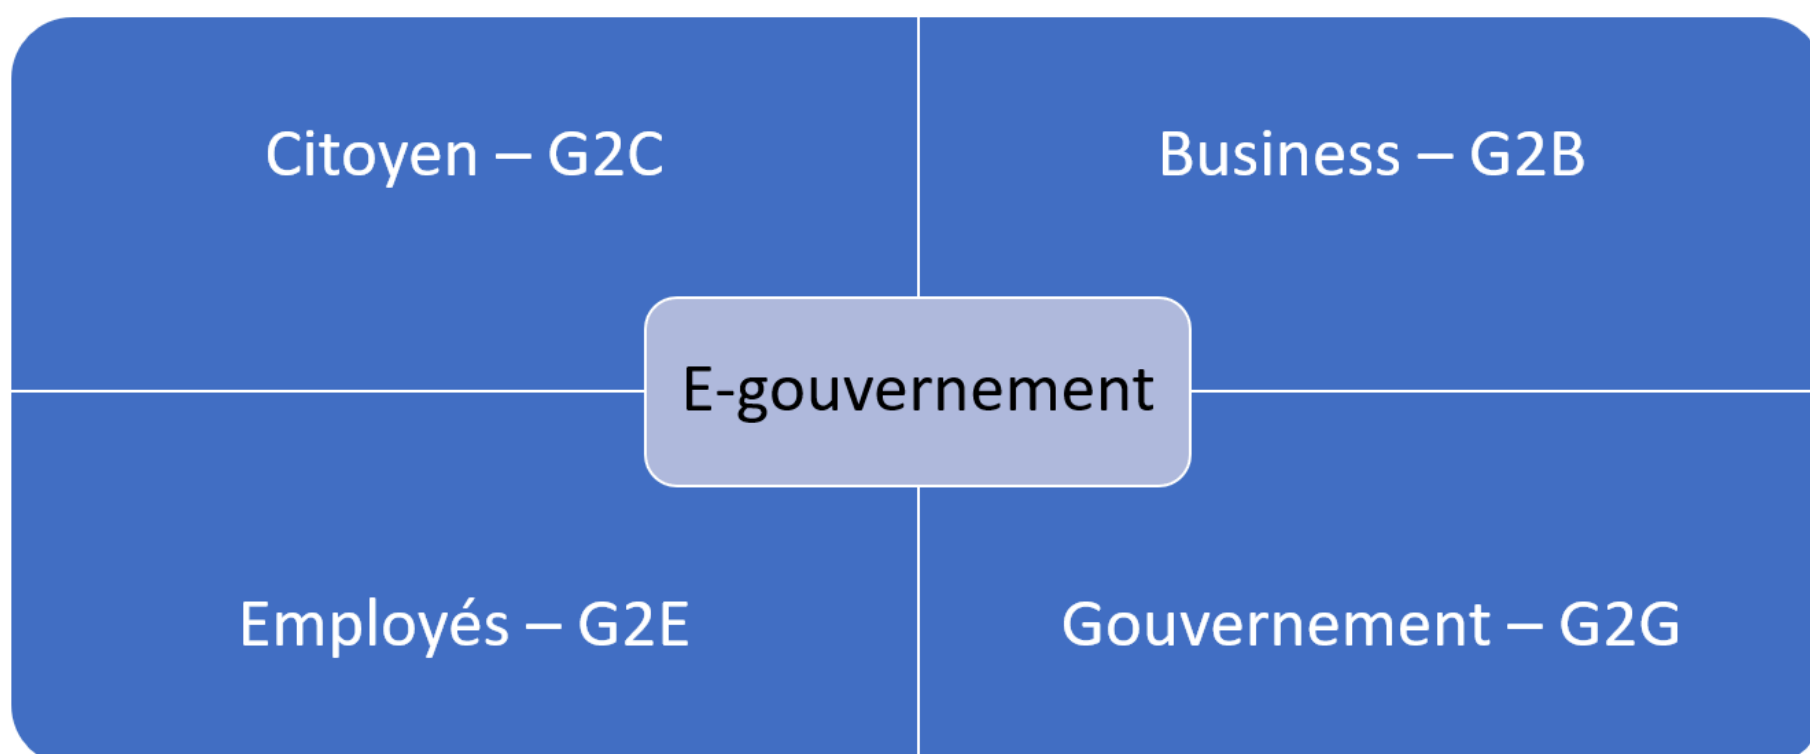 Citoyen – G2C
Business – G2B
E-gouvernement
Employés – G2E
Gouvernement – G2G